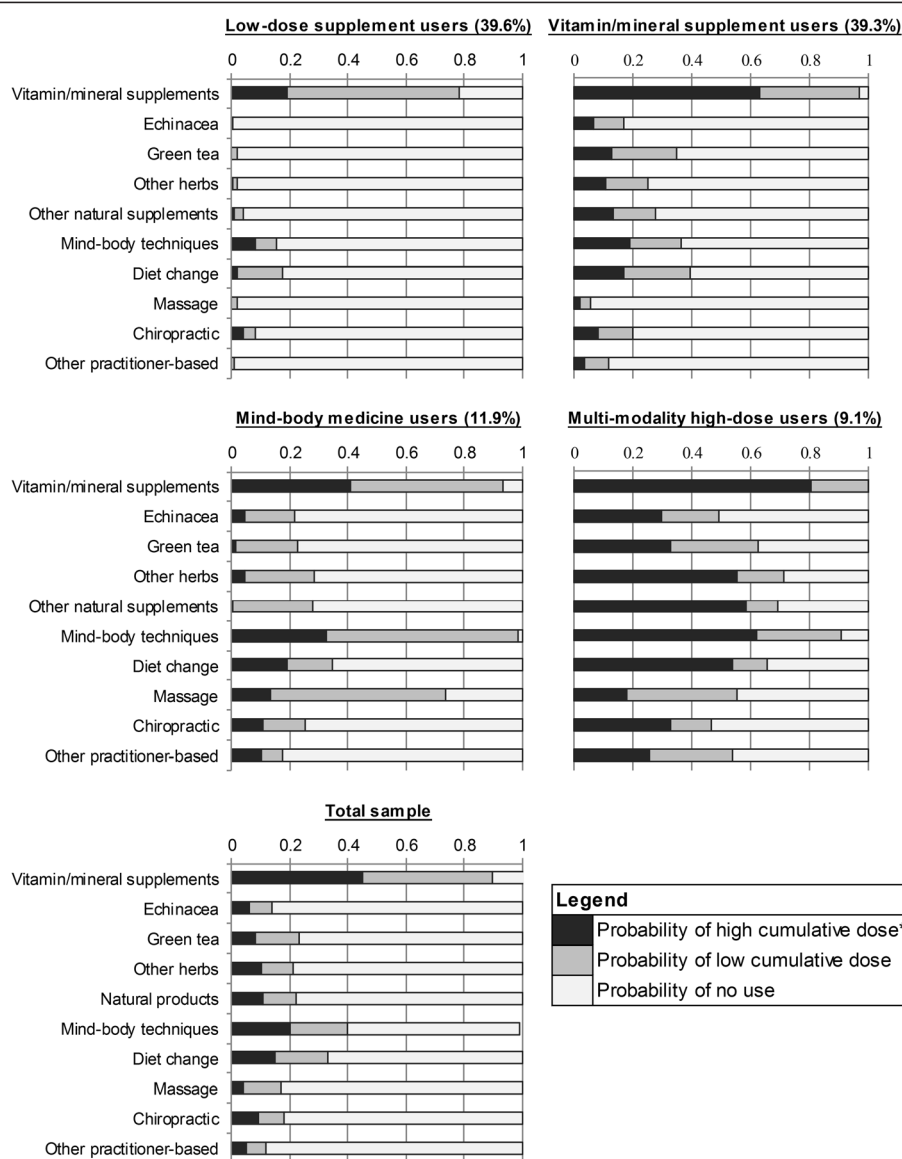 Low-dose supplement users (39.6%)
0 0.2 0.4 0.6 0.8 1
Vitamin/mineral supplements
Echinacea
Green tea
Other herbs
Other natural supplements
Mind-body techniques
Diet change
Massage
Chiropractic
Other practitioner-based
Vitamin/mineral supplement users (39.3%)
0.2 0.4 0.6 0.8 1
Mind-body medicine users (11.9%)
0 0.2 0.4 0.6 0.8 1
Vitamin/mineral supplements
Echinacea
Green tea
Other herbs
Other natural supplements
Mind-body techniques
Diet change
Massage
Chiropractic
Other practitioner-based
Multi-modality high-dose users (9.1%)
0.2 0.4 0.6 0.8 1
Total sample
0 0.2 0.4 0.6 0.8 1
Vitamin/mineral supplements
Echinacea
Green tea
Other herbs
Natural products
Mind-body techniques
Diet change
Massage
Chiropractic
Other practitioner-based
Legend
Probability of high cumulative dose*
Probability of low cumulative dose
Probability of no use